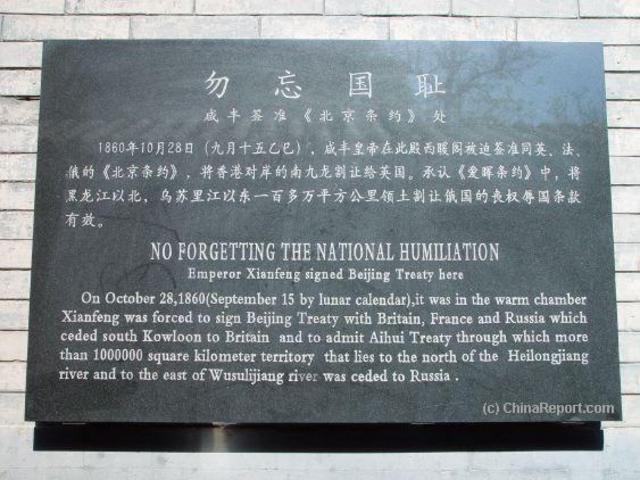 勿忘国耻
咸丰签准《北京条约》处
1860年10月28日（九月十五乙巳），咸丰皇帝在此殿西暖阁被迫签准同英、法、
俄的《北京条约》，将香港对岸的南九龙割让给英国。承认《爱晖条约》中，将
黑龙江以北，乌苏里江以东一百多万平方公里领土割让俄国的丧权辱国条款
有效。
NO FORGETTING THE NATIONAL HUMILIATION
Emperor Xianfeng signed Beijing Treaty here
On October 28,1860(September 15 by lunar calendar),it was in the warm chamber
Xianfeng was forced to sign Beijing Treaty with Britain, France and Russia which
ceded south Kowloon to Britain and to admit Aihui Treaty through which more
than 1000000 square kilometer territory that lies to the north of the Heilongjiang
river and to the east of Wusulijiang river was ceded to Russia .
(c) ChinaReport.com